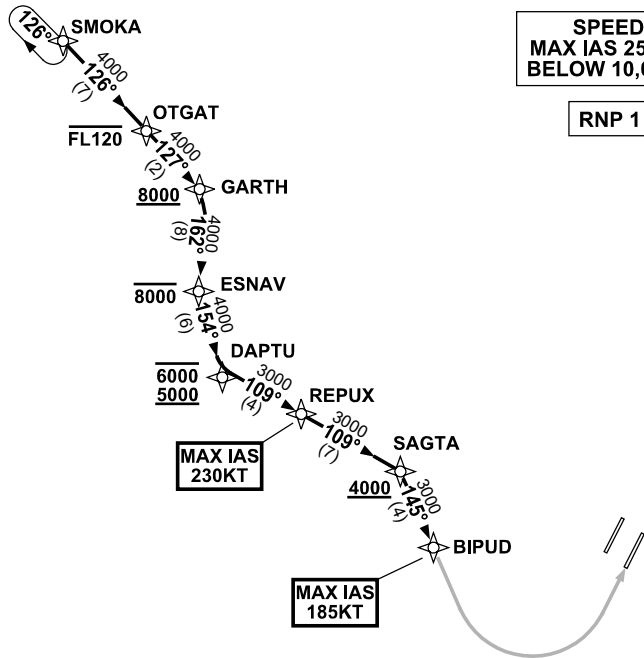 126°
SMOKA
SPEED
MAX IAS 25
BELOW 10,
4000
126°
(7)
OTGAT
RNP 1
FL120
4000
127°
(2)
GARTH
8000
4000
162°
(8)
ESNAV
8000
4000
154°
(6)
DAPTU
6000
5000
3000
109°
(4)
REPUX
MAX IAS
230KT
3000
109°
(7)
SAGTA
4000
3000
145°
(4)
BIPUD
MAX IAS
185KT